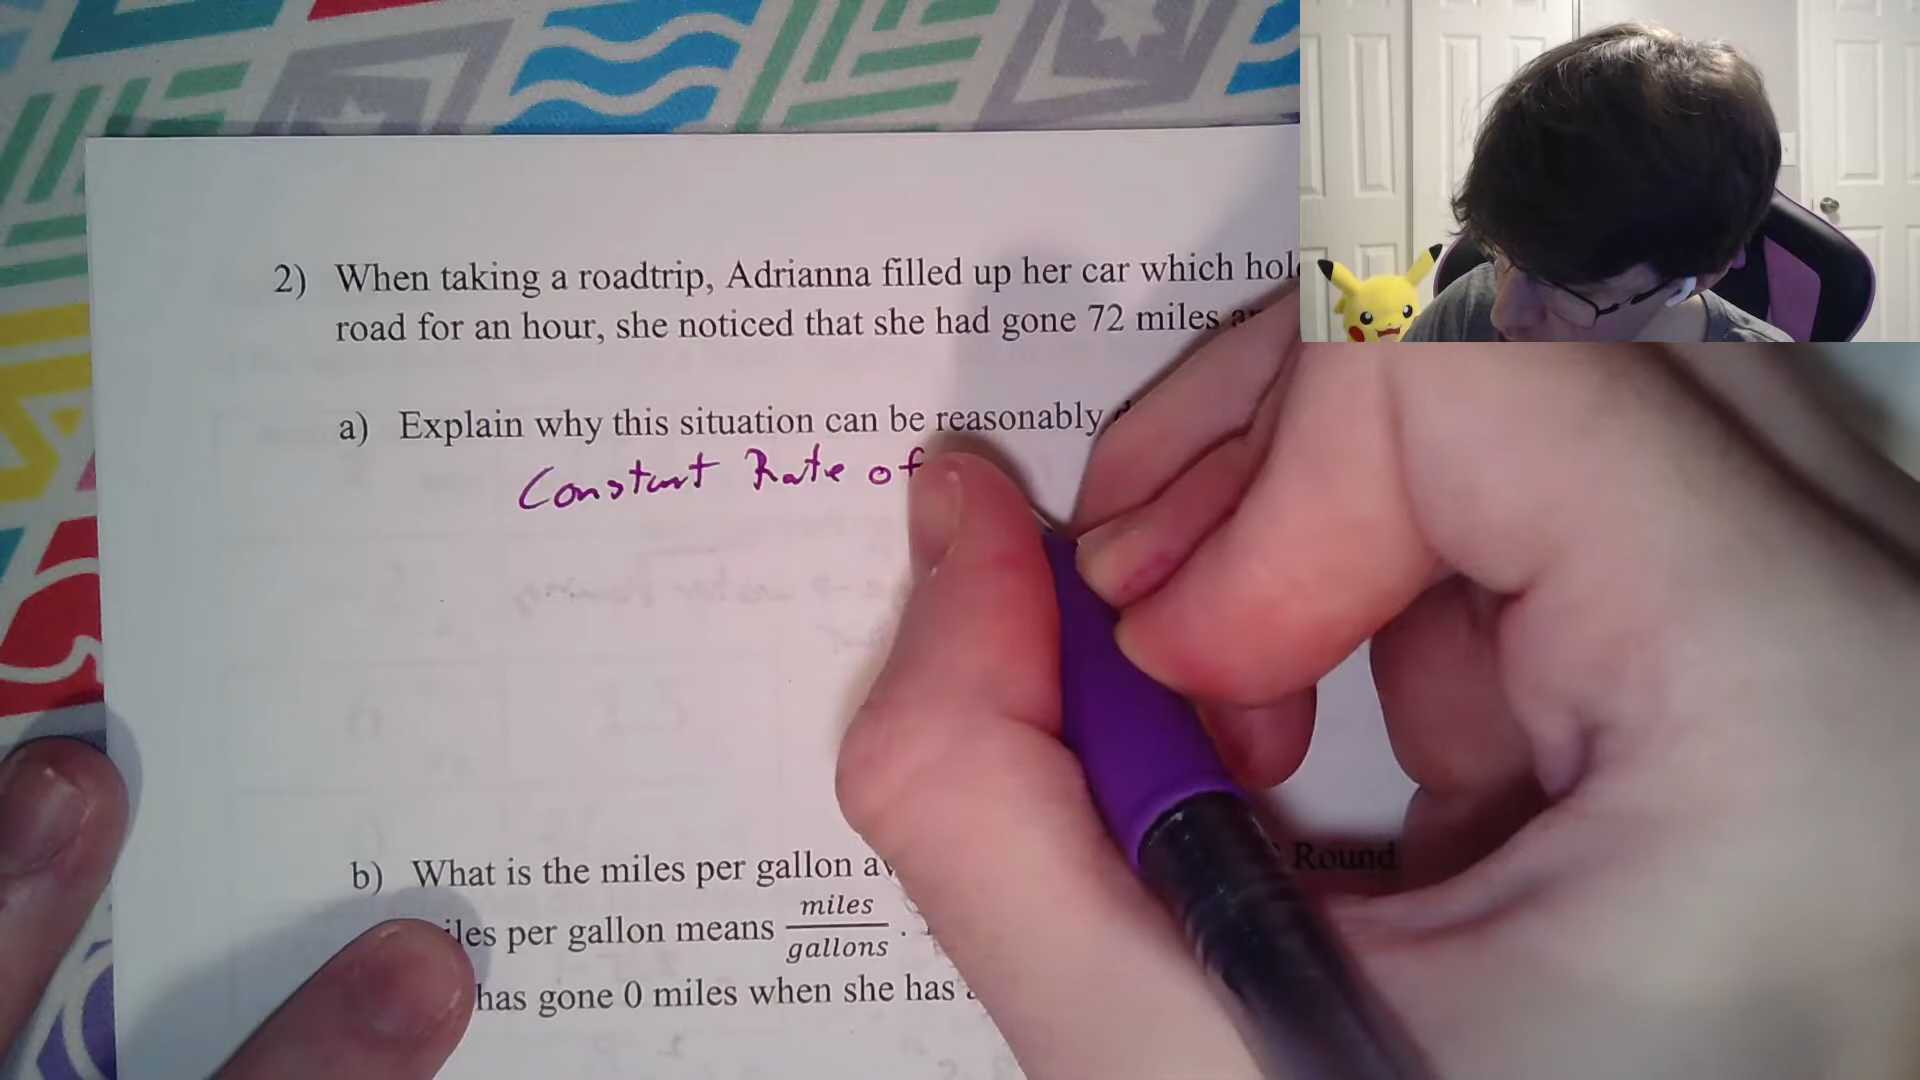 2) When taking a roadtrip, Adrianna filled up her car which
road for an hour, she noticed that she had gone 72 miles
a) Explain why this situation can be reasonably
Constant Rate of
b) What is the miles per gallon
Round
per gallon means miles/gallons.
has gone 0 miles when she has